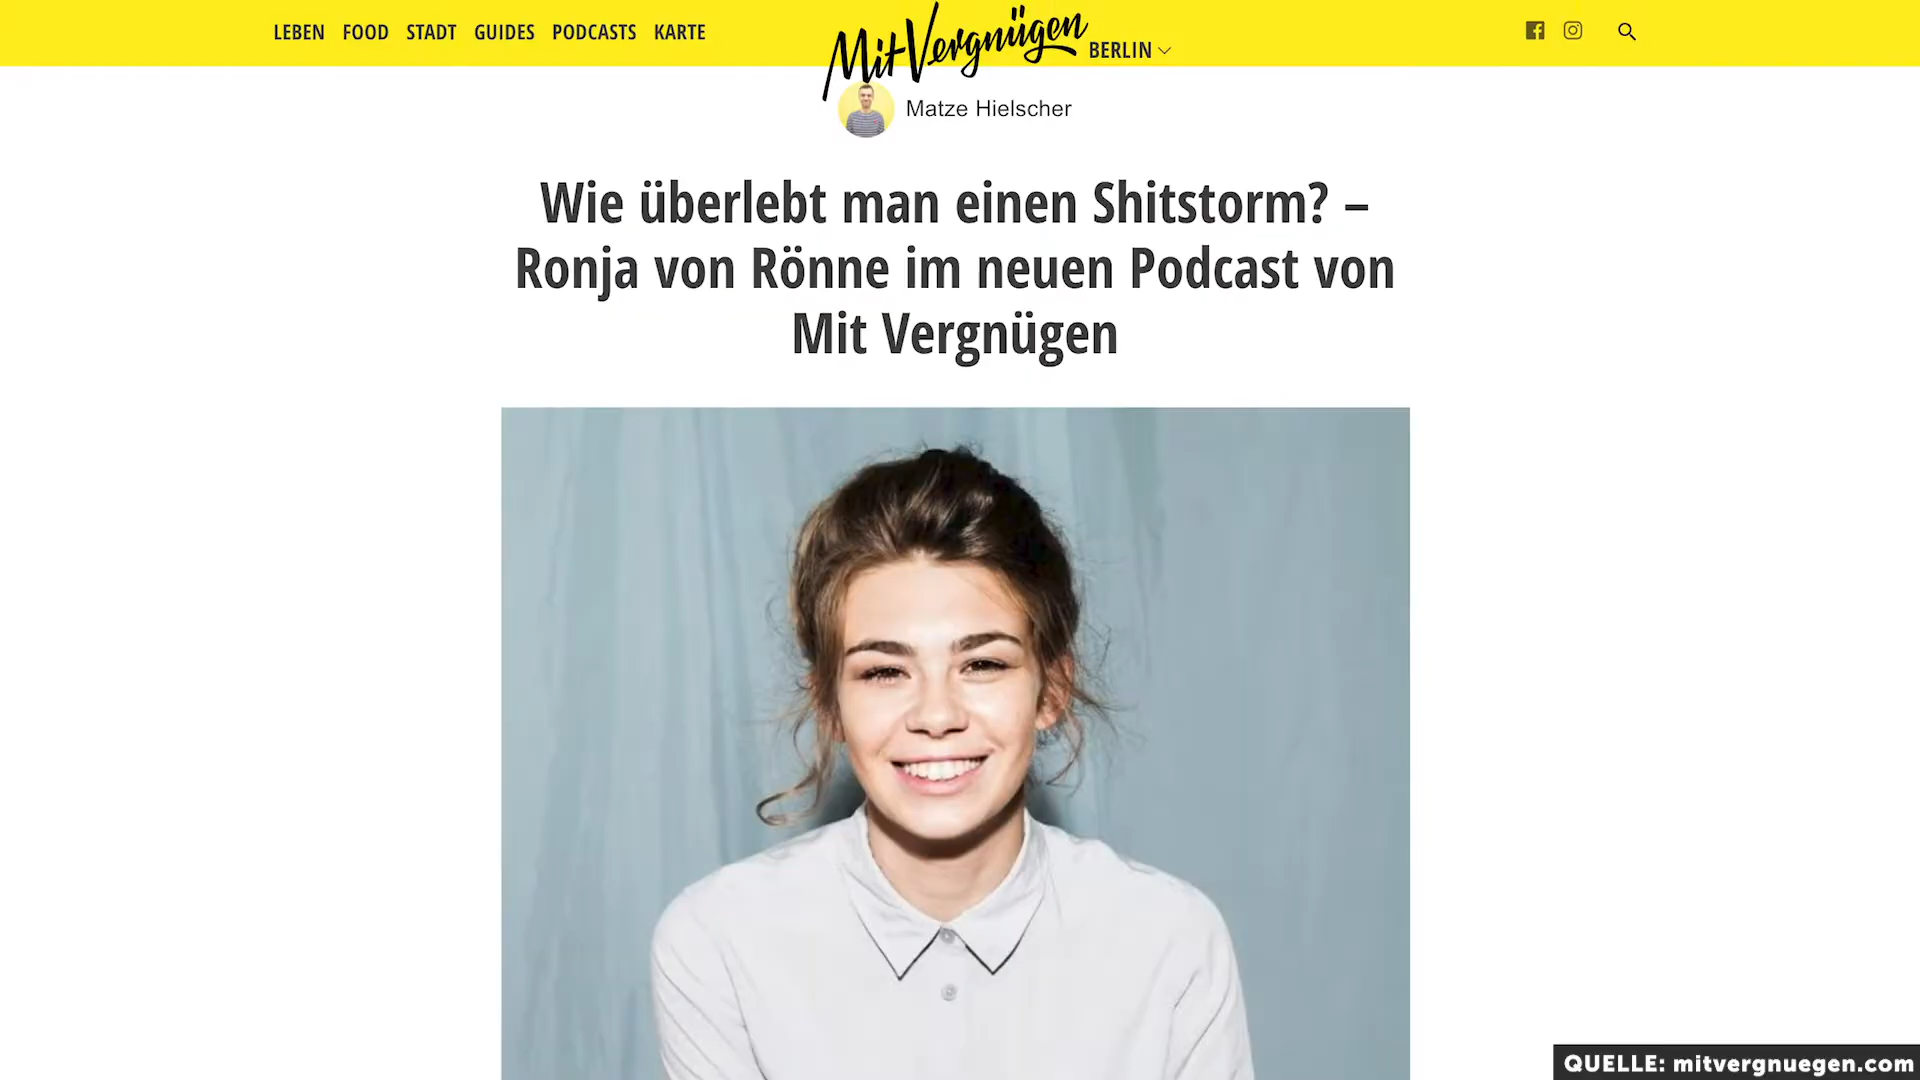 LEBEN FOOD STADT GUIDES PODCASTS KARTE
Mit Vergnügen
BERLIN
Matze Hielscher
Wie überlebt man einen Shitstorm? –
Ronja von Rönne im neuen Podcast von
Mit Vergnügen
QUELLE: mitvergnuegen.com